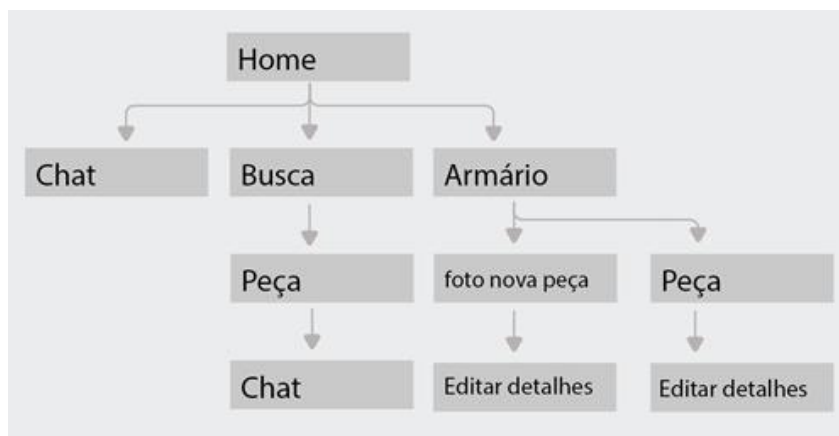 Home
Chat
Busca
Armário
Peça
foto nova peça
Peça
Chat
Editar detalhes
Editar detalhes